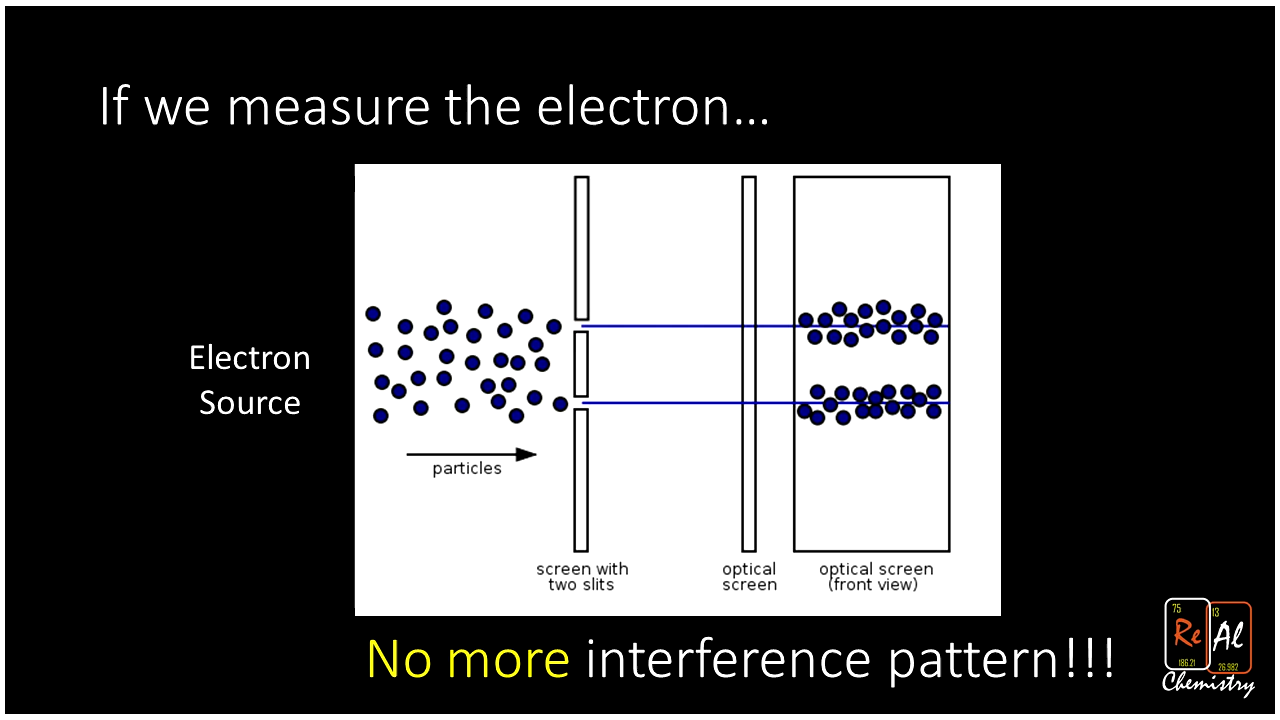 If we measure the electron...
Electron
Source
particles
screen with
two slits
optical
screen
optical screen
(front view)
No more interference pattern!!!
75
Re
186.21
13
Al
26.982
Chemistry